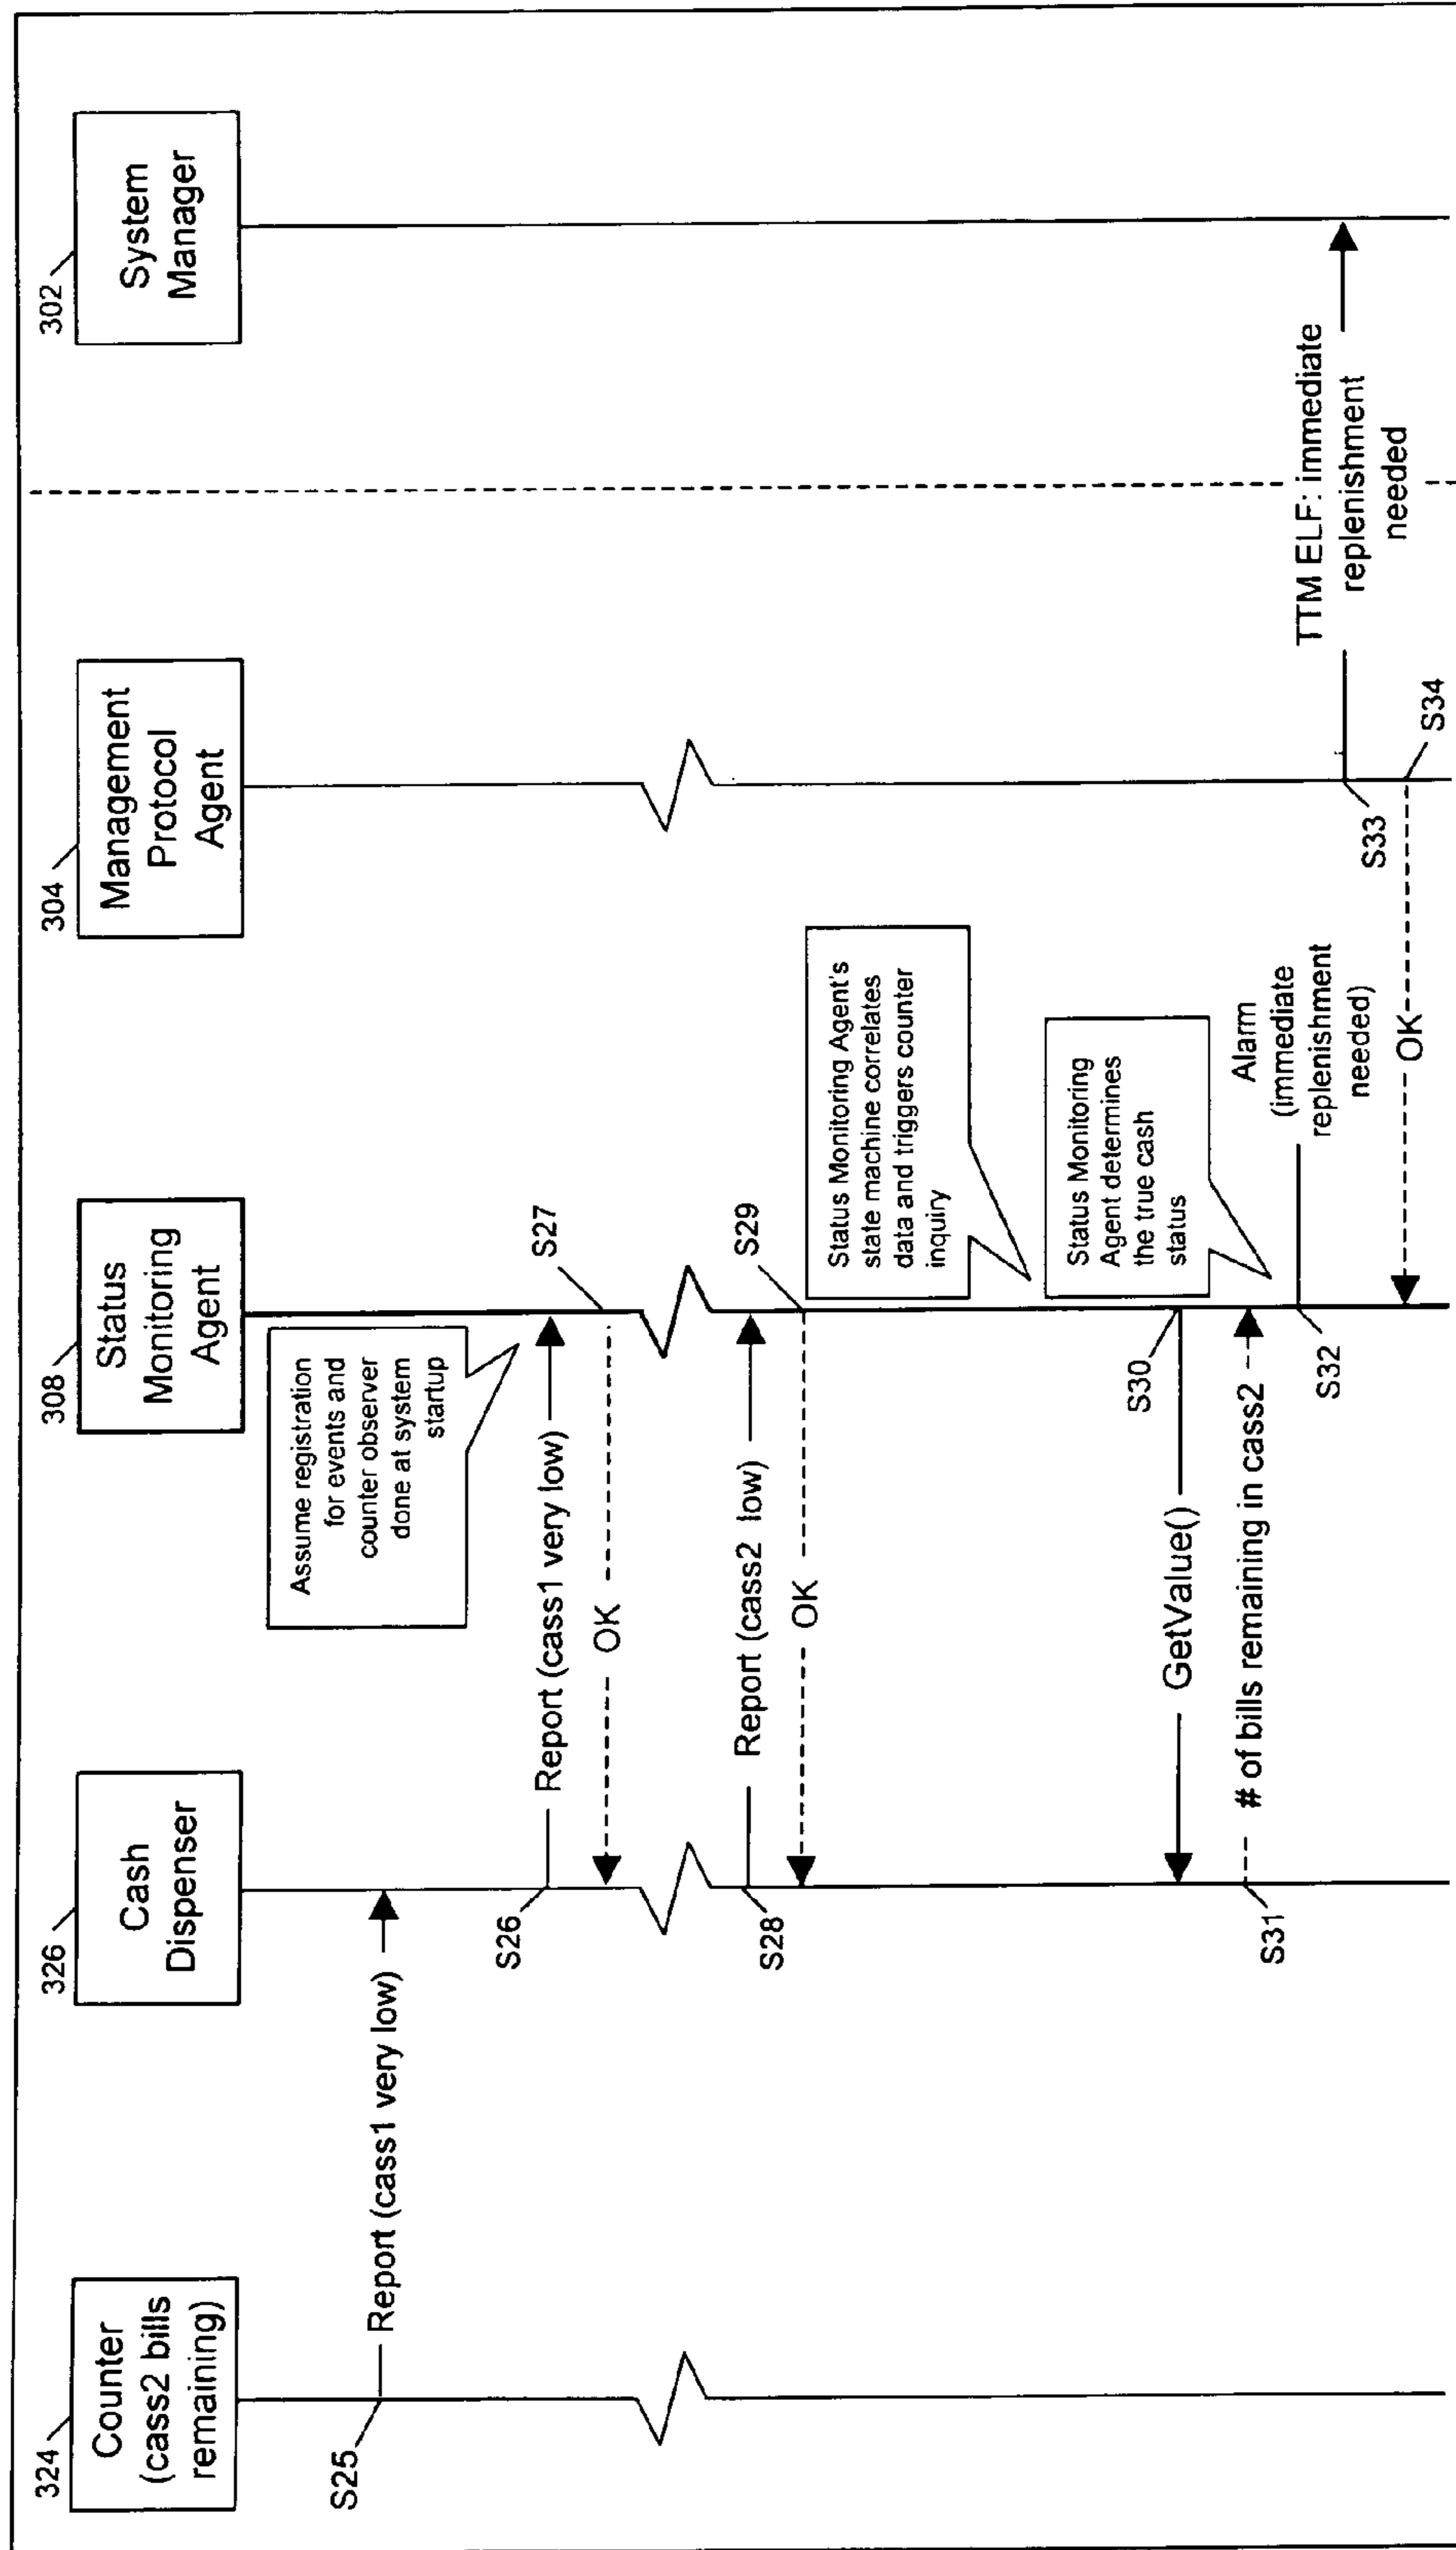 324
Counter
(cass2 bills
remaining)
326
Cash
Dispenser
308
Status
Monitoring
Agent
304
Management
Protocol
Agent
302
System
Manager
S25
Report (cass1 very low)
Assume registration
for events and
counter observer
done at system
startup
S26
Report (cass1 very low)
S27
OK
S28
Report (cass2 low)
S29
OK
Status Monitoring Agent's
state machine correlates
data and triggers counter
inquiry
S30
GetValue()
Status Monitoring
Agent determines
the true cash
status
S31
# of bills remaining in cass2
S32
Alarm
(immediate
replenishment
needed)
S33
TTM ELF: immediate
replenishment
needed
S34
OK